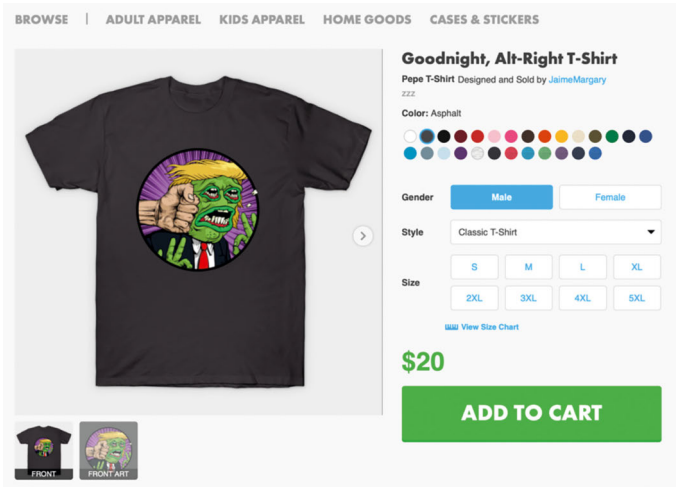 BROWSE | ADULT APPAREL KIDS APPAREL HOME GOODS CASES & STICKERS
Goodnight, Alt-Right T-Shirt
Pepe T-Shirt Designed and Sold by JaimeMargary
zzz
Color: Asphalt
Gender Male Female
Style Classic T-Shirt
Size
S M L XL
2XL 3XL 4XL 5XL
View Size Chart
$20
ADD TO CART
FRONT FRONT ART